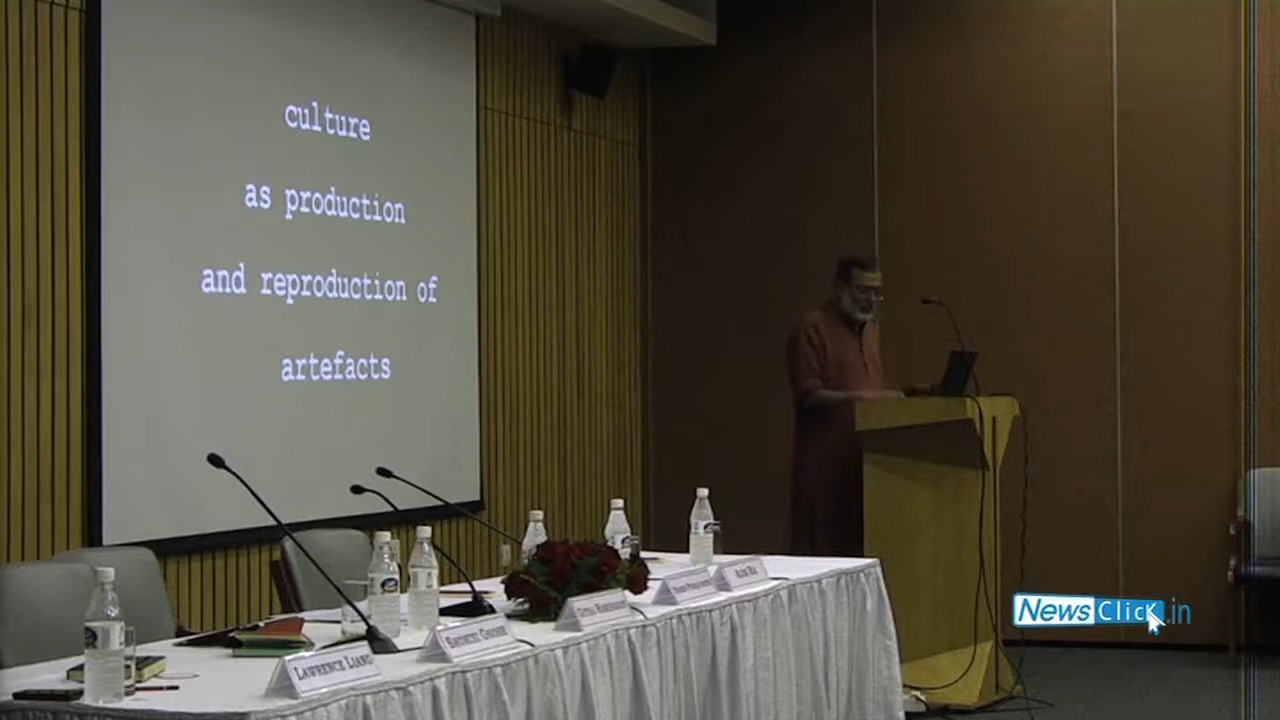 culture
as production
and reproduction of
artefacts
LAWRENCE LIANG
NewsClick.in